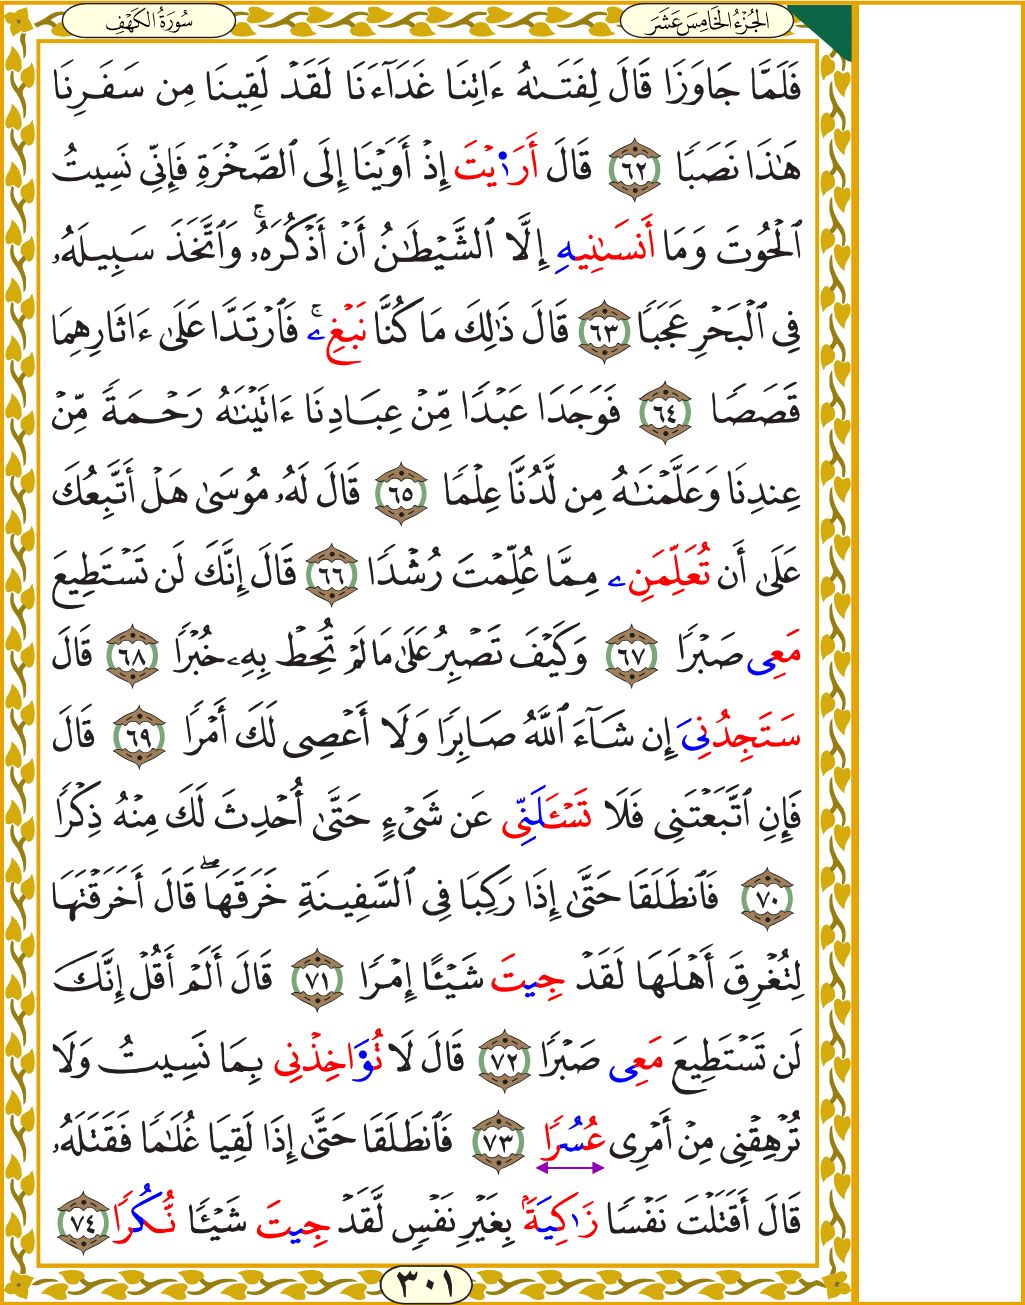 الجُزْءُ الْخَامِسَ عَشَرَ
سُورَةُ الكَهْفِ
فَلَمَّا جَاوَزَا قَالَ لِفَتَىٰهُ ءَاتِنَا غَدَآءَنَا لَقَدْ لَقِينَا مِن سَفَرِنَا
هَٰذَا نَصَبٗا ٦٢ قَالَ أَرَٰ۬يْتَ إِذْ أَوَيْنَا إِلَى ٱلصَّخْرَةِ فَإِنِّي نَسِيتُ
ٱلْحُوتَ وَمَا أَنسَىٰنِيهِ إِلَّا ٱلشَّيْطَٰنُ أَنْ أَذْكُرَهُۥۚ وَٱتَّخَذَ سَبِيلَهُۥ
فِي ٱلْبَحْرِ عَجَبٗا ٦٣ قَالَ ذَٰلِكَ مَا كُنَّا نَبْغِۦۚ فَٱرْتَدَّا عَلَىٰ ءَاثَارِهِمَا
قَصَصٗا ٦٤ فَوَجَدَا عَبْدٗا مِّنْ عِبَادِنَا ءَاتَيْنَٰهُ رَحْمَةٗ مِّنْ
عِندِنَا وَعَلَّمْنَٰهُ مِن لَّدُنَّا عِلْمٗا ٦٥ قَالَ لَهُۥ مُوسَىٰ هَلْ أَتَّبِعُكَ
عَلَىٰ أَن تُعَلِّمَنِۦ مِمَّا عُلِّمْتَ رُشْدٗا ٦٦ قَالَ إِنَّكَ لَن تَسْتَطِيعَ
مَعِى صَبْرٗا ٦٧ وَكَيْفَ تَصْبِرُ عَلَىٰ مَا لَمْ تُحِطْ بِهِۦ خُبْرٗا ٦٨ قَالَ
سَتَجِدُنِىَ إِن شَآءَ ٱللَّهُ صَابِرٗا وَلَا أَعْصِى لَكَ أَمْرٗا ٦٩ قَالَ
فَإِنِ ٱتَّبَعْتَنِى فَلَا تَسْـَٔلَنِّى عَن شَىْءٍ حَتَّىٰ أُحْدِثَ لَكَ مِنْهُ ذِكْرٗا
٧٠ فَٱنطَلَقَا حَتَّىٰ إِذَا رَكِبَا فِى ٱلسَّفِينَةِ خَرَقَهَاۖ قَالَ أَخَرَقْتَهَا
لِتُغْرِقَ أَهْلَهَا لَقَدْ جِيتَ شَيْـًٔا إِمْرٗا ٧١ قَالَ أَلَمْ أَقُلْ إِنَّكَ
لَن تَسْتَطِيعَ مَعِى صَبْرٗا ٧٢ قَالَ لَا تُوَ۬اخِذْنِى بِمَا نَسِيتُ وَلَا
تُرْهِقْنِى مِنْ أَمْرِى عُسُرٗا ٧٣ فَٱنطَلَقَا حَتَّىٰ إِذَا لَقِيَا غُلَٰمٗا فَقَتَلَهُۥ
قَالَ أَقَتَلْتَ نَفْسٗا زَٰكِيَةَۢ بِغَيْرِ نَفْسٖ لَّقَدْ جِيتَ شَيْـٔٗا نُّكُرٗا ٧٤
٣٠١